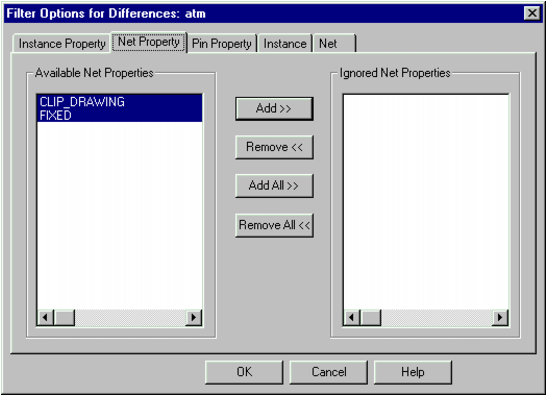 Filter Options for Differences: atm
Instance Property Net Property Pin Property Instance Net
Available Net Properties
CLIP_DRAWING
FIXED
Add >>
Remove <<
Add All >>
Remove All <<
Ignored Net Properties
OK Cancel Help